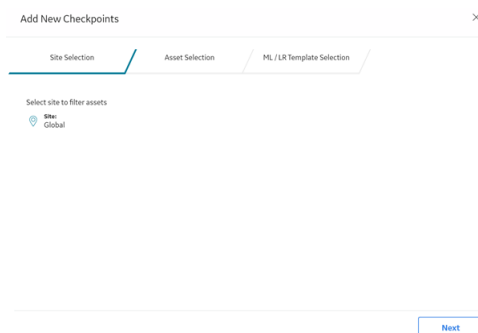 Add New Checkpoints
Site Selection
Asset Selection
ML / LR Template Selection
Select site to filter assets
Site:
Global
Next